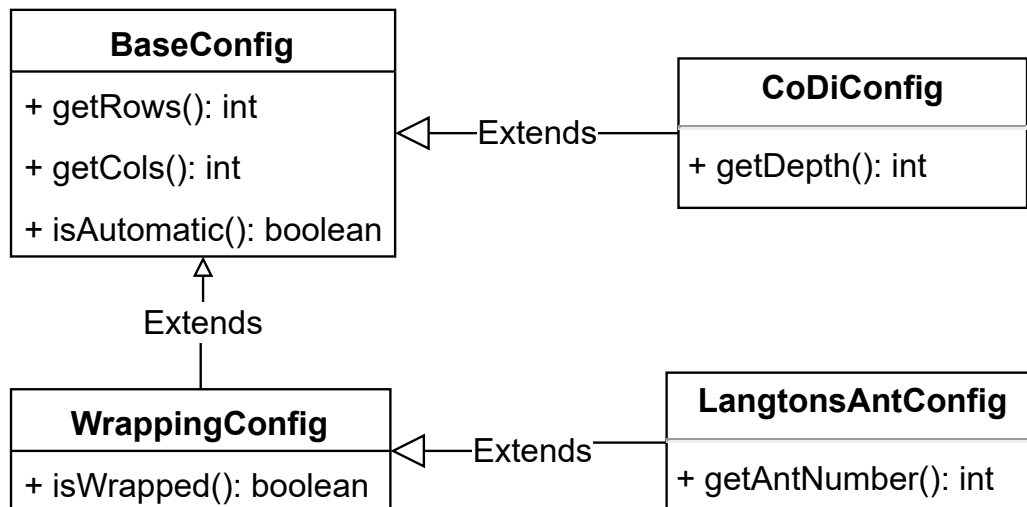 BaseConfig
+ getRows(): int
+ getCols(): int
+ isAutomatic(): boolean
Extends
CoDiConfig
+ getDepth(): int
Extends
WrappingConfig
+ isWrapped(): boolean
Extends
LangtonsAntConfig
+ getAntNumber(): int